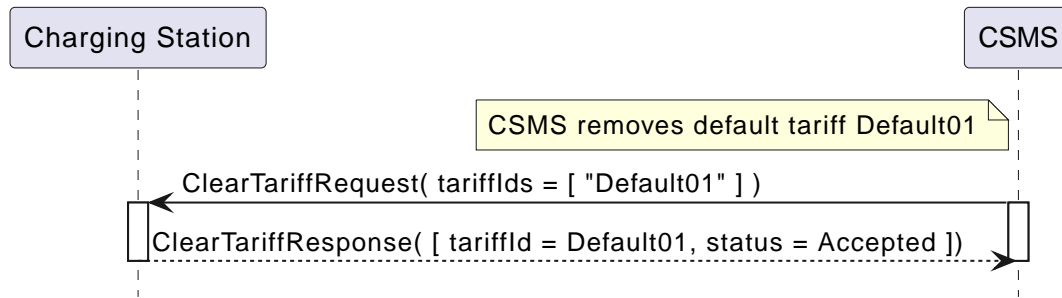 Charging Station
CSMS
CSMS removes default tariff Default01
ClearTariffRequest( tariffIds = [ "Default01" ] )
ClearTariffResponse( [ tariffId = Default01, status = Accepted ])